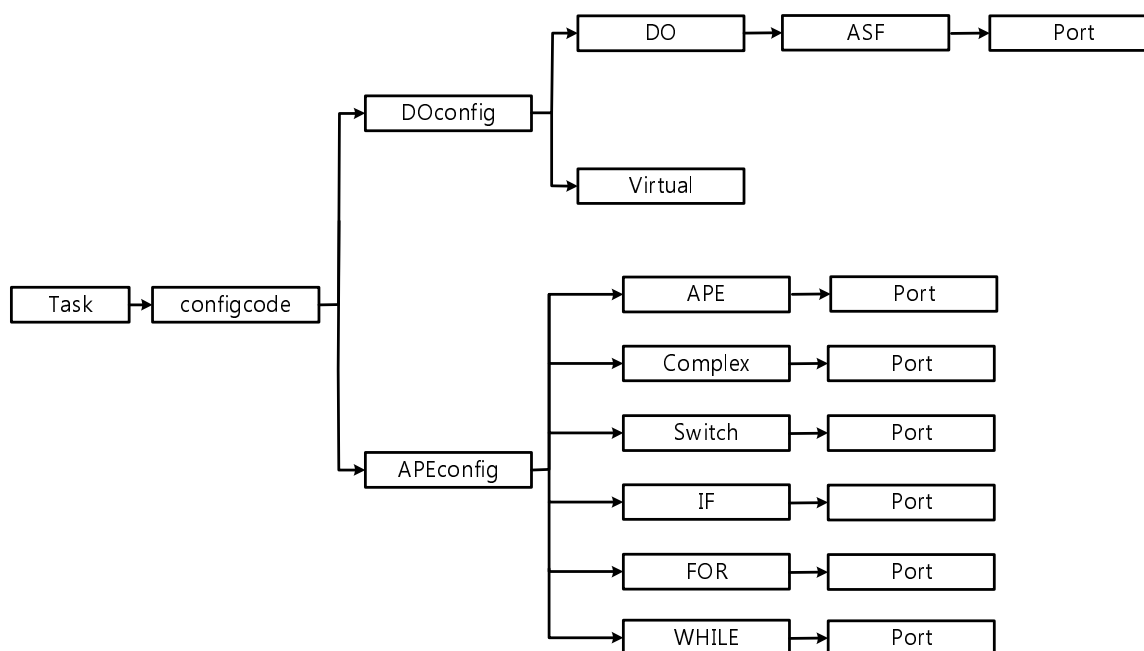 DO ASF Port
DOconfig
Virtual
Task configcode
APE Port
Complex Port
Switch Port
APEconfig
IF Port
FOR Port
WHILE Port